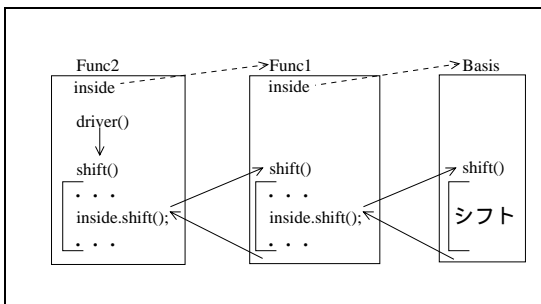 Func2
inside
driver()
shift()
. . .
inside.shift();
. . .
Func1
inside
shift()
. . .
inside.shift();
. . .
Basis
shift()
シフト